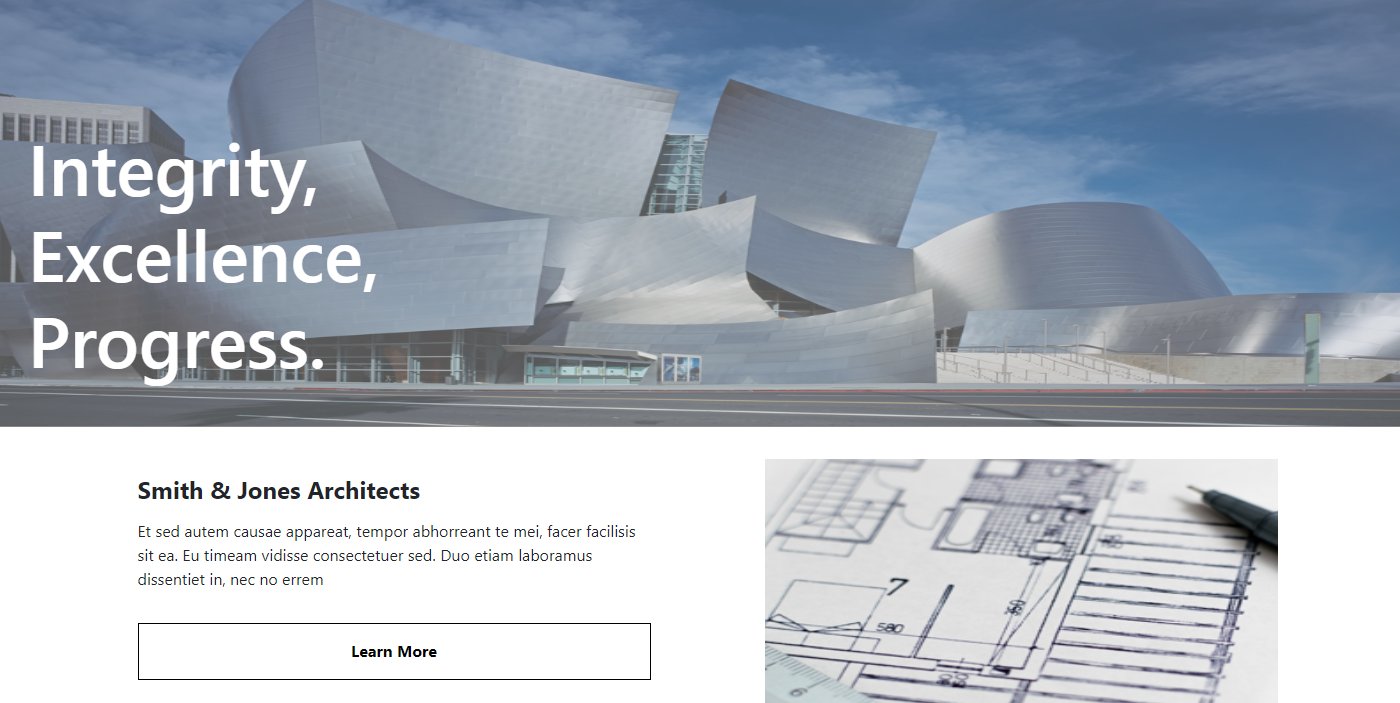 Integrity,
Excellence,
Progress.
Smith & Jones Architects
Et sed autem causae appareat, tempor abhorreant te mei, facer facilisis
sit ea. Eu timeam vidisse consectetuer sed. Duo etiam laboramus
dissentiet in, nec no errem
Learn More
7
580
6